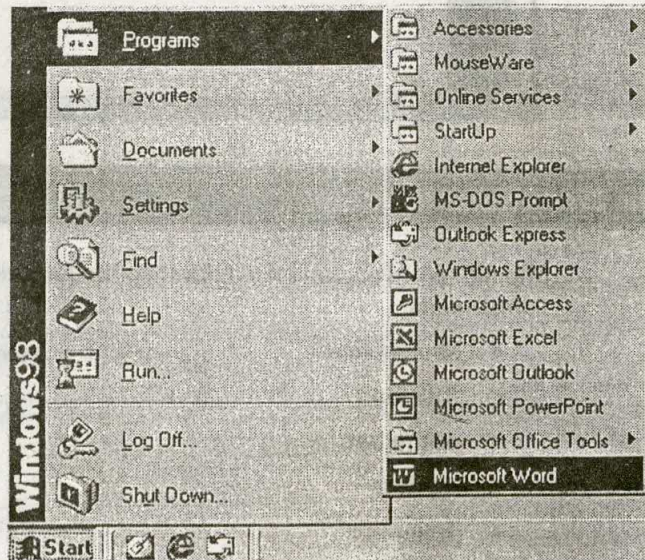 Programs
Favorites
Documents
Settings
Find
Help
Run...
Log Off...
Shut Down...
Windows98
Start
Accessories
MouseWare
Online Services
StartUp
Internet Explorer
MS-DOS Prompt
Outlook Express
Windows Explorer
Microsoft Access
Microsoft Excel
Microsoft Outlook
Microsoft PowerPoint
Microsoft Office Tools
Microsoft Word